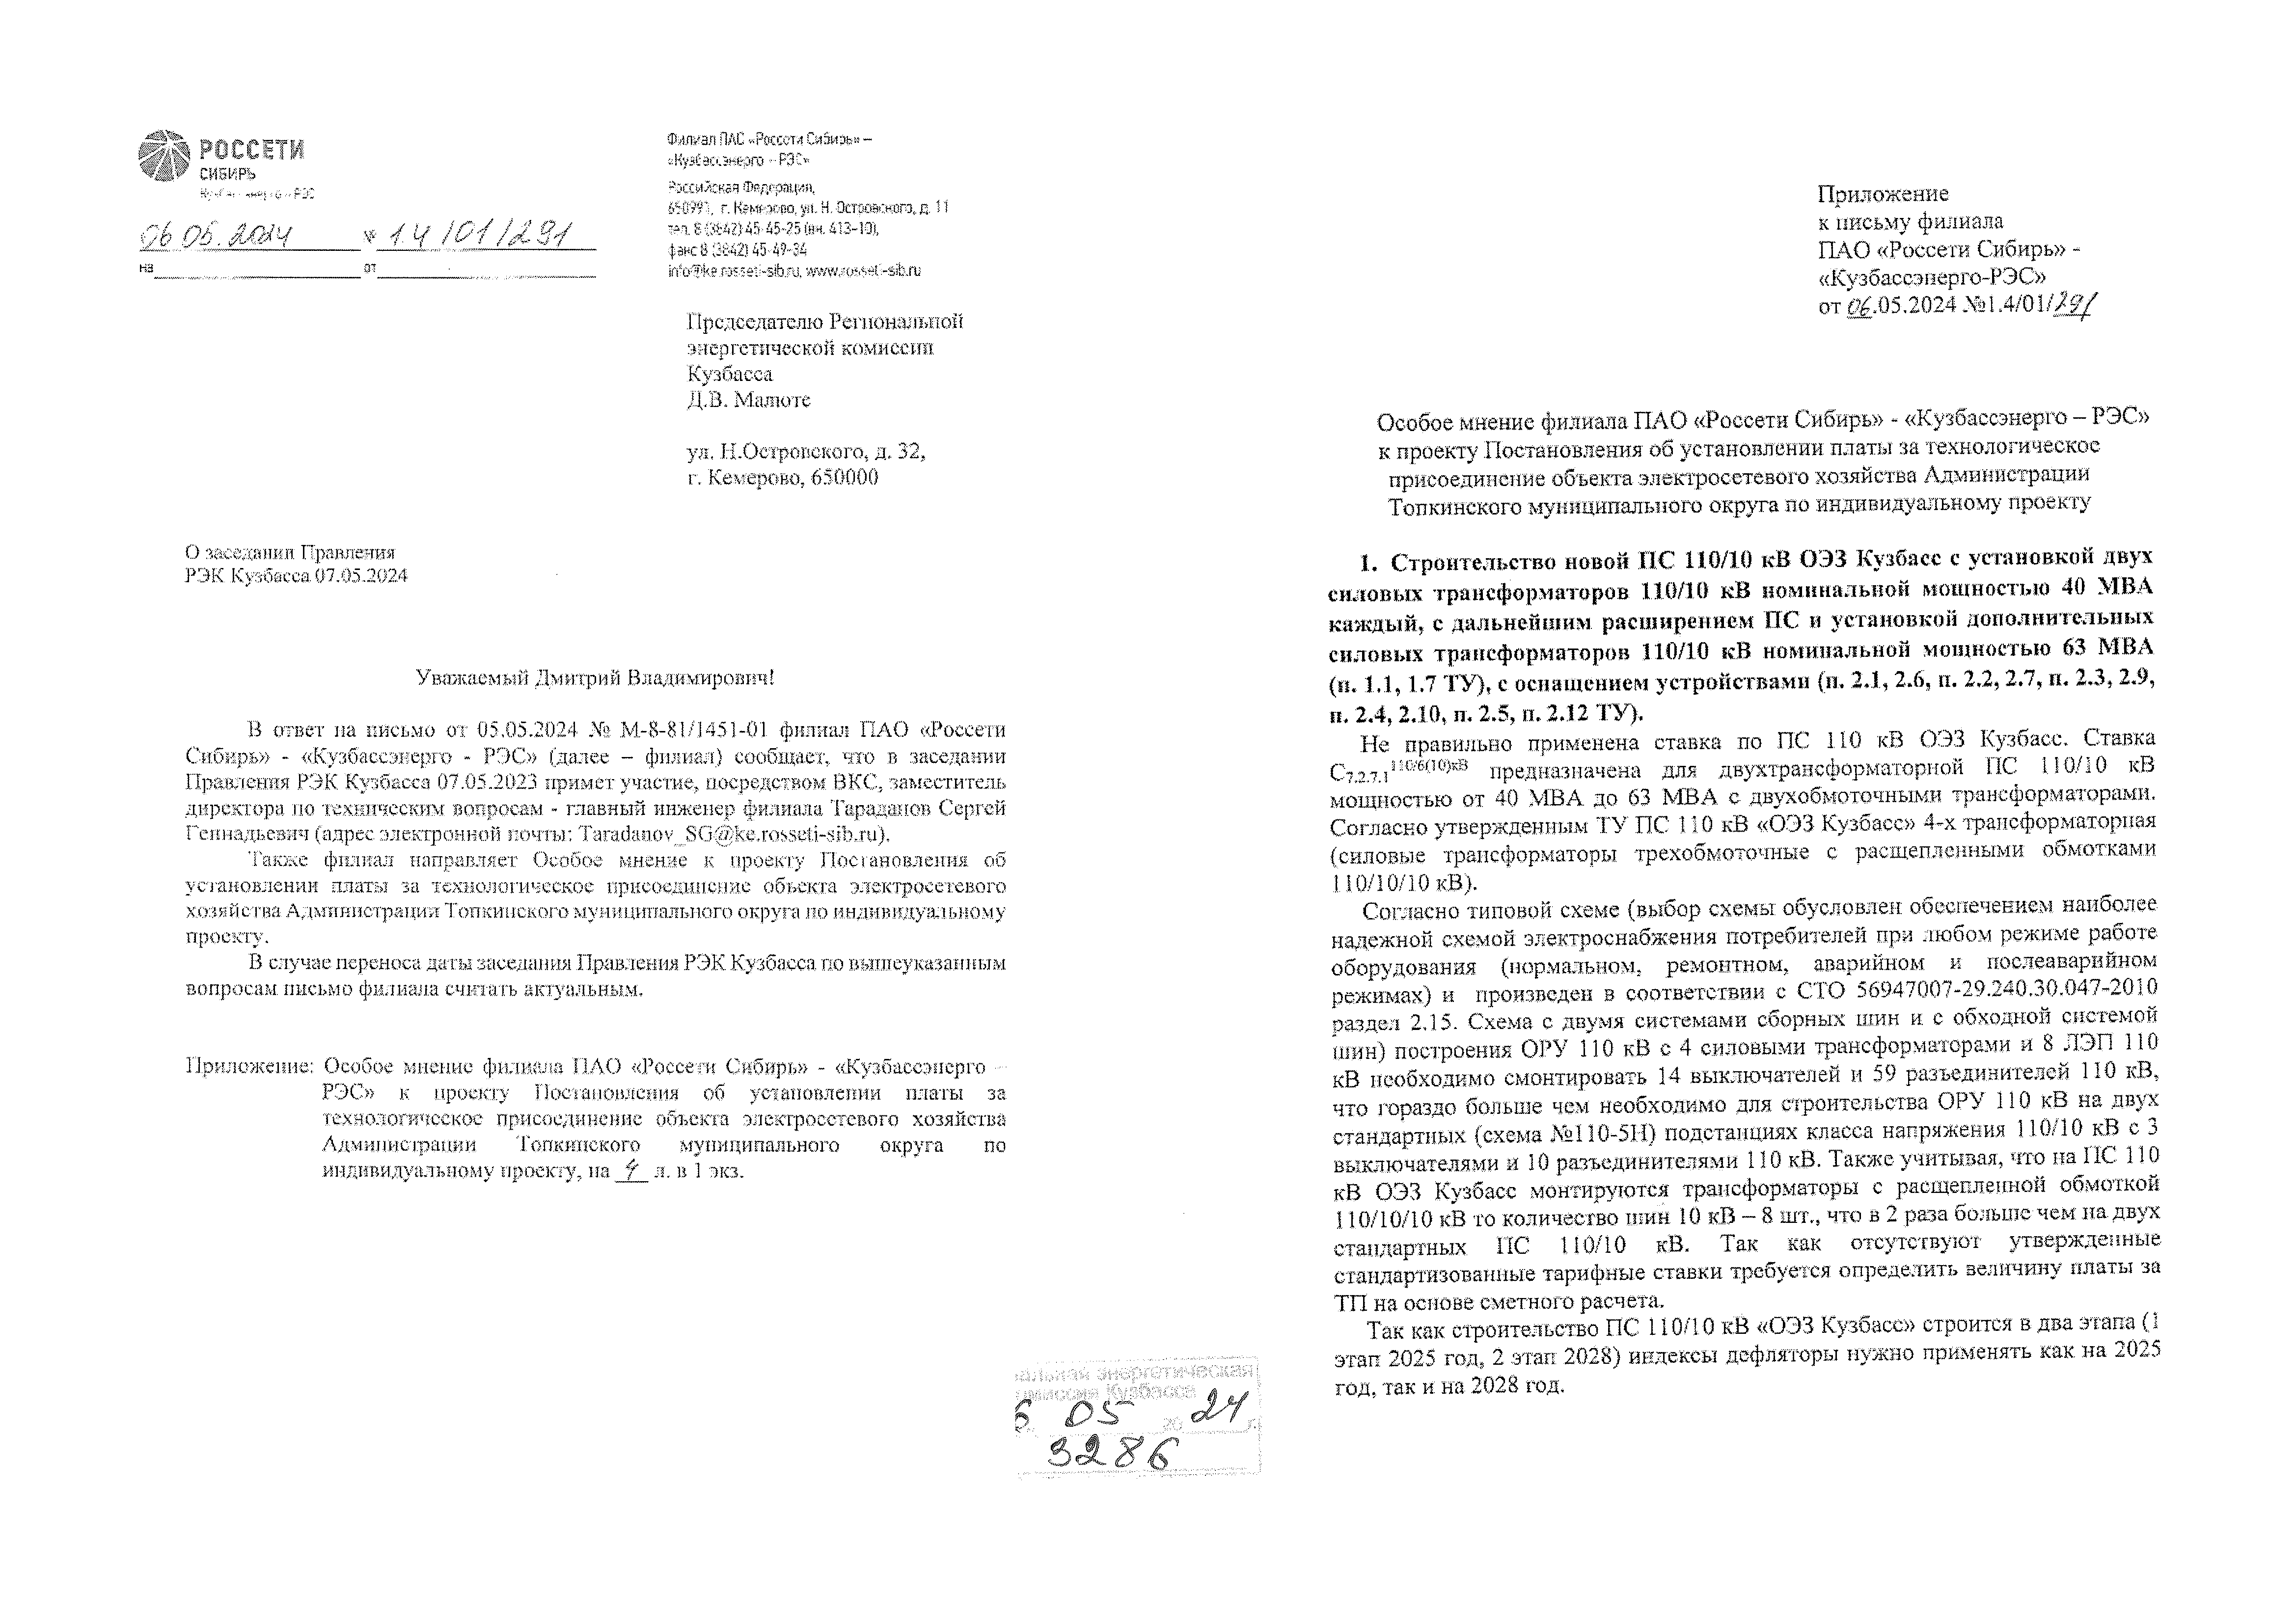 РОССЕТИ
СИБИРЬ
06 05. 2024 № 1.4/01/291
на от
Филиал ПАО «Россети Сибирь» –
«Кузбассэнерго – РЭС»
Российская Федерация,
г. Кемерово, ул. Н. Островского, д. 11
тел. 8 (3842) 45-45-25 (вн. 413-10),
факс 8 (3842) 45-49-34
info@ke.rosseti-sib.ru, www.rosseti-sib.ru
Председателю Региональной
энергетической комиссии
Кузбасса
Д.В. Малюте
ул. Н.Островского, д. 32,
г. Кемерово, 650000
О заседании Правления
РЭК Кузбасса 07.05.2024
Уважаемый Дмитрий Владимирович!
В ответ на письмо от 05.05.2024 № М-8-81/1451-01 филиал ПАО «Россети
Сибирь» - «Кузбассэнерго - РЭС» (далее – филиал) сообщает, что в заседании
Правления РЭК Кузбасса 07.05.2023 примет участие, посредством ВКС, заместитель
директора по техническим вопросам - главный инженер филиала Тараданов Сергей
Геннадьевич (адрес электронной почты: Taradanov_SG@ke.rosseti-sib.ru).
Также филиал направляет Особое мнение к проекту Постановления об
установлении платы за технологическое присоединение объекта электросетевого
хозяйства Администрации Топкинского муниципального округа по индивидуальному
проекту.
В случае переноса даты заседания Правления РЭК Кузбасса по вышеуказанным
вопросам письмо филиала считать актуальным.
Приложение: Особое мнение филиала ПАО «Россети Сибирь» - «Кузбассэнерго –
РЭС» к проекту Постановления об установлении платы за
технологическое присоединение объекта электросетевого хозяйства
Администрации Топкинского муниципального округа по
индивидуальному проекту, на 4 л. в 1 экз.
альная энергетическая
омиссия Кузбасса
6 05 2024 г.
3286
Приложение
к письму филиала
ПАО «Россети Сибирь» -
«Кузбассэнерго-РЭС»
от 06.05.2024 №1.4/01/291
Особое мнение филиала ПАО «Россети Сибирь» - «Кузбассэнерго – РЭС»
к проекту Постановления об установлении платы за технологическое
присоединение объекта электросетевого хозяйства Администрации
Топкинского муниципального округа по индивидуальному проекту
1. Строительство новой ПС 110/10 кВ ОЭЗ Кузбасс с установкой двух
силовых трансформаторов 110/10 кВ номинальной мощностью 40 МВА
каждый, с дальнейшим расширением ПС и установкой дополнительных
силовых трансформаторов 110/10 кВ номинальной мощностью 63 МВА
(п. 1.1, 1.7 ТУ), с оснащением устройствами (п. 2.1, 2.6, п. 2.2, 2.7, п. 2.3, 2.9,
п. 2.4, 2.10, п. 2.5, п. 2.12 ТУ).
Не правильно применена ставка по ПС 110 кВ ОЭЗ Кузбасс. Ставка
С7.2.7.1 110/6(10)кВ предназначена для двухтрансформаторной ПС 110/10 кВ
мощностью от 40 МВА до 63 МВА с двухобмоточными трансформаторами.
Согласно утвержденным ТУ ПС 110 кВ «ОЭЗ Кузбасс» 4-х трансформаторная
(силовые трансформаторы трехобмоточные с расщепленными обмотками
110/10/10 кВ).
Согласно типовой схеме (выбор схемы обусловлен обеспечением наиболее
надежной схемой электроснабжения потребителей при любом режиме работе
оборудования (нормальном, ремонтном, аварийном и послеаварийном
режимах) и произведен в соответствии с СТО 56947007-29.240.30.047-2010
раздел 2.15. Схема с двумя системами сборных шин и с обходной системой
шин) построения ОРУ 110 кВ с 4 силовыми трансформаторами и 8 ЛЭП 110
кВ необходимо смонтировать 14 выключателей и 59 разъединителей 110 кВ,
что гораздо больше чем необходимо для строительства ОРУ 110 кВ на двух
стандартных (схема №110-5Н) подстанциях класса напряжения 110/10 кВ с 3
выключателями и 10 разъединителями 110 кВ. Также учитывая, что на ПС 110
кВ ОЭЗ Кузбасс монтируются трансформаторы с расщепленной обмоткой
110/10/10 кВ то количество шин 10 кВ – 8 шт., что в 2 раза больше чем на двух
стандартных ПС 110/10 кВ. Так как отсутствуют утвержденные
стандартизованные тарифные ставки требуется определить величину платы за
ТП на основе сметного расчета.
Так как строительство ПС 110/10 кВ «ОЭЗ Кузбасс» строится в два этапа (1
этап 2025 год, 2 этап 2028) индексы дефляторы нужно применять как на 2025
год, так и на 2028 год.